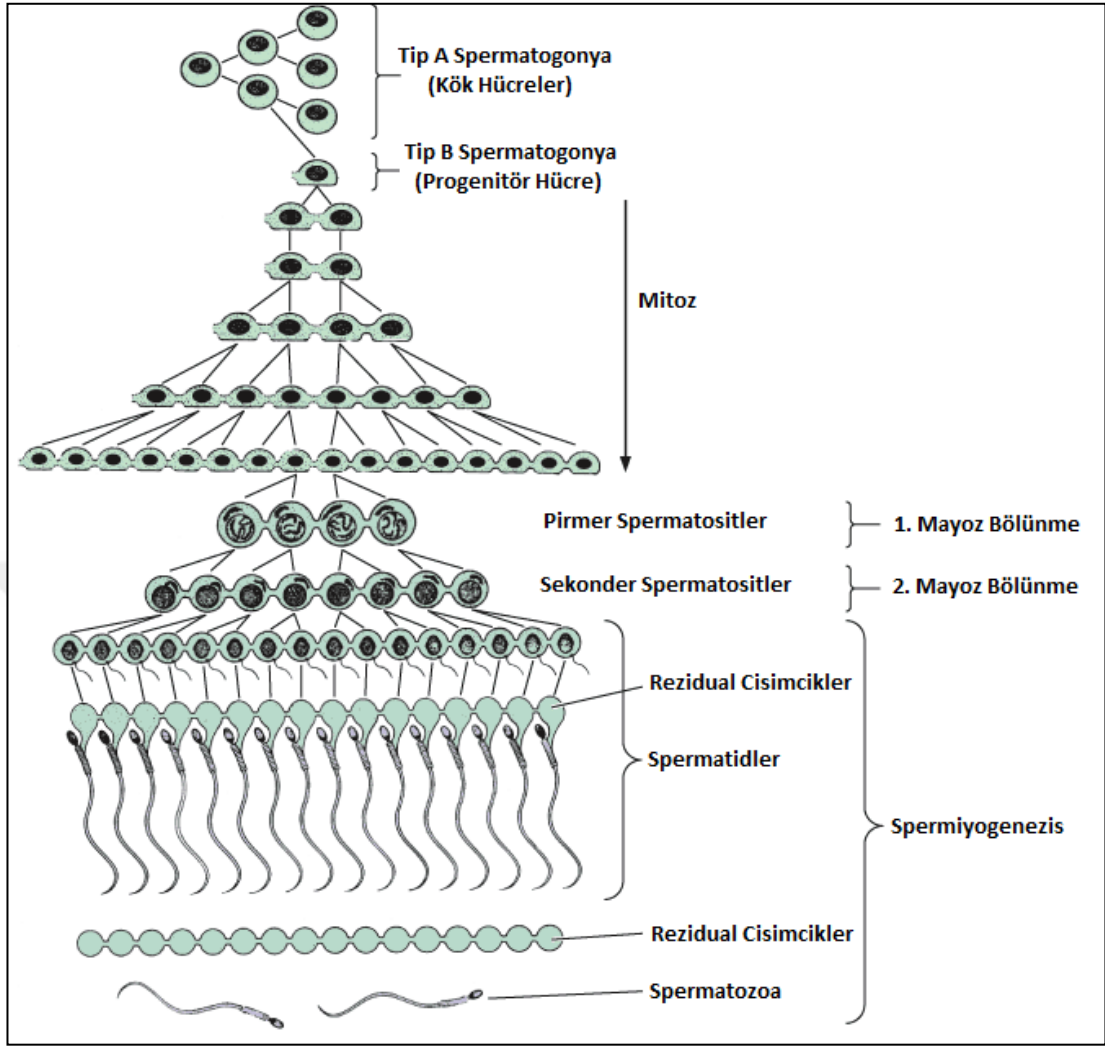 Tip A Spermatogonya
(Kök Hücreler)
Tip B Spermatogonya
(Progenitör Hücre)
Mitoz
Pirmer Spermatositler
1. Mayoz Bölünme
Sekonder Spermatositler
2. Mayoz Bölünme
Rezidual Cisimcikler
Spermatidler
Spermiyogenezis
Rezidual Cisimcikler
Spermatozoa